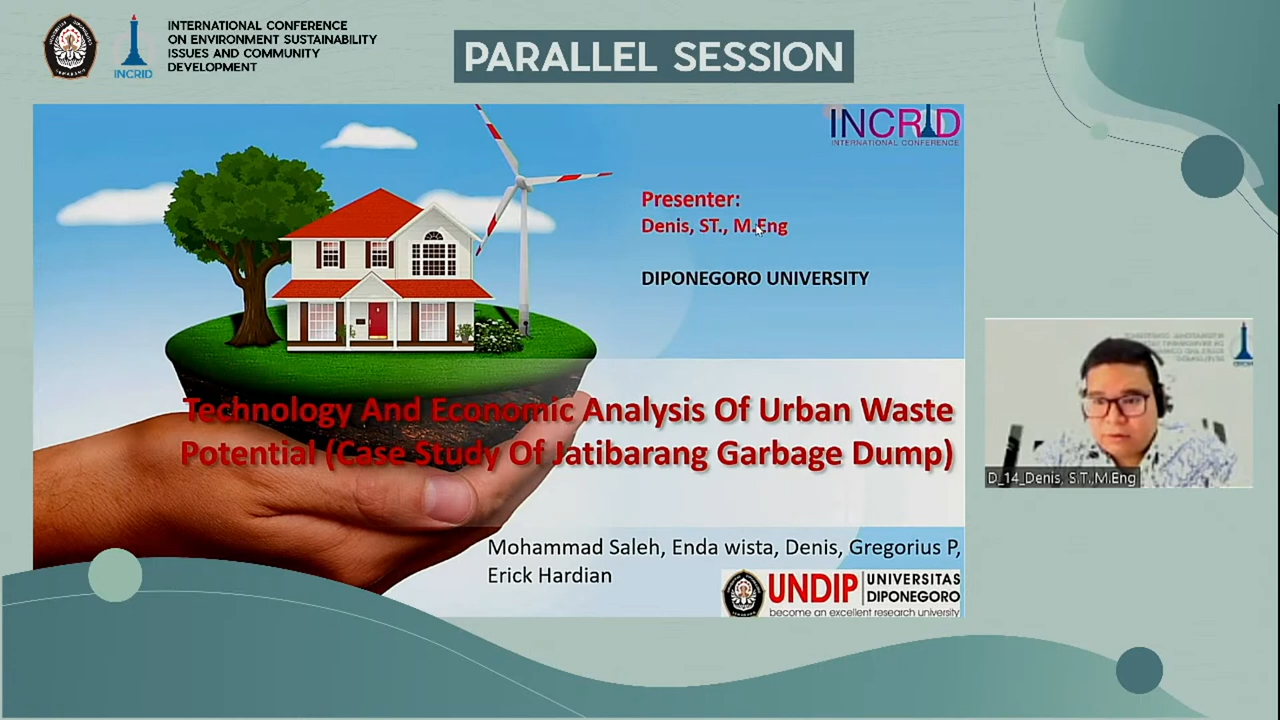 INTERNATIONAL CONFERENCE
ON ENVIRONMENT SUSTAINABILITY
ISSUES AND COMMUNITY
DEVELOPMENT
INCRID
PARALLEL SESSION
INCRID
INTERNATIONAL CONFERENCE
Presenter:
Denis, ST., M.Eng
DIPONEGORO UNIVERSITY
Technology And Economic Analysis Of Urban Waste
Potential (Case Study Of Jatibarang Garbage Dump)
Mohammad Saleh, Enda wista, Denis, Gregorius P,
Erick Hardian
UNDIP
UNIVERSITAS
DIPONEGORO
become an excellent research university
D_14_Denis, S.T.,M.Eng